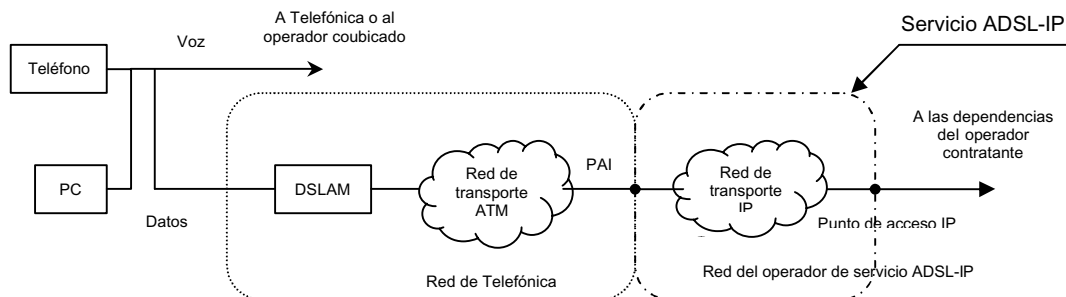 A Telefónica o al
operador coubicado
Servicio ADSL-IP
Voz
Teléfono
A las dependencias
del operador
contratante
PC
DSLAM
Red de
transporte
ATM
PAI
Red de
transporte
IP
Datos
Punto de acceso IP
Red de Telefónica
Red del operador de servicio ADSL-IP